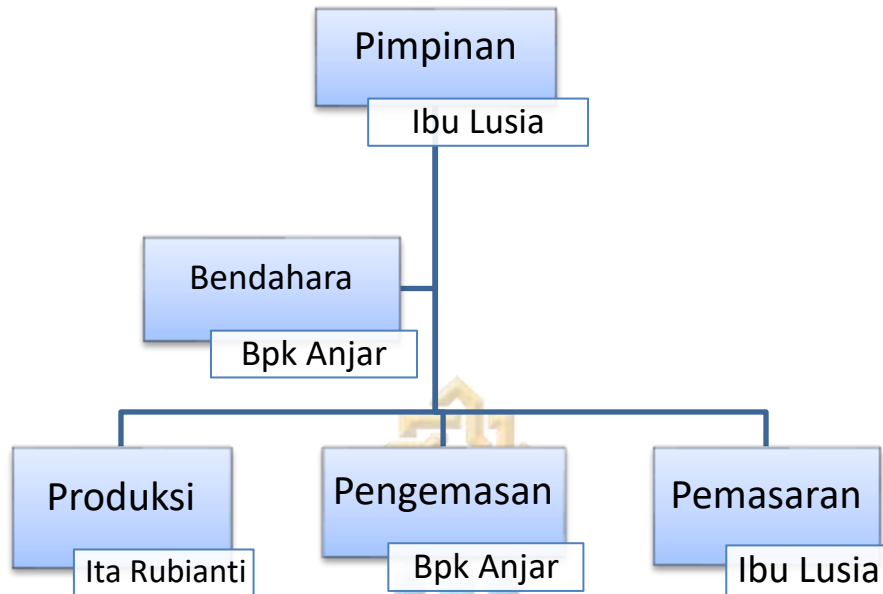 Pimpinan
Ibu Lusia
Bendahara
Bpk Anjar
Produksi
Ita Rubianti
Pengemasan
Bpk Anjar
Pemasaran
Ibu Lusia